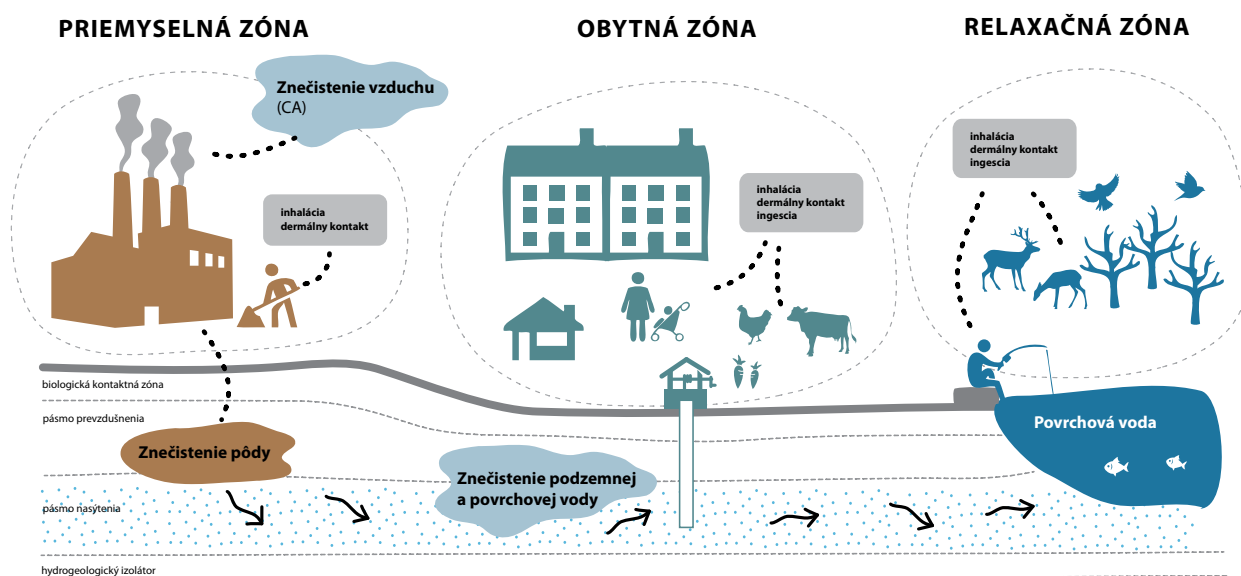 PRIEMYSELNÁ ZÓNA
OBYTNÁ ZÓNA
RELAXAČNÁ ZÓNA
Znečistenie vzduchu
(CA)
inhalácia
dermálny kontakt
inhalácia
dermálny kontakt
ingescia
inhalácia
dermálny kontakt
ingescia
biologická kontaktná zóna
pásmo prevzdušnenia
Znečistenie pôdy
Znečistenie podzemnej
a povrchovej vody
Povrchová voda
pásmo nasýtenia
hydrogeologický izolátor